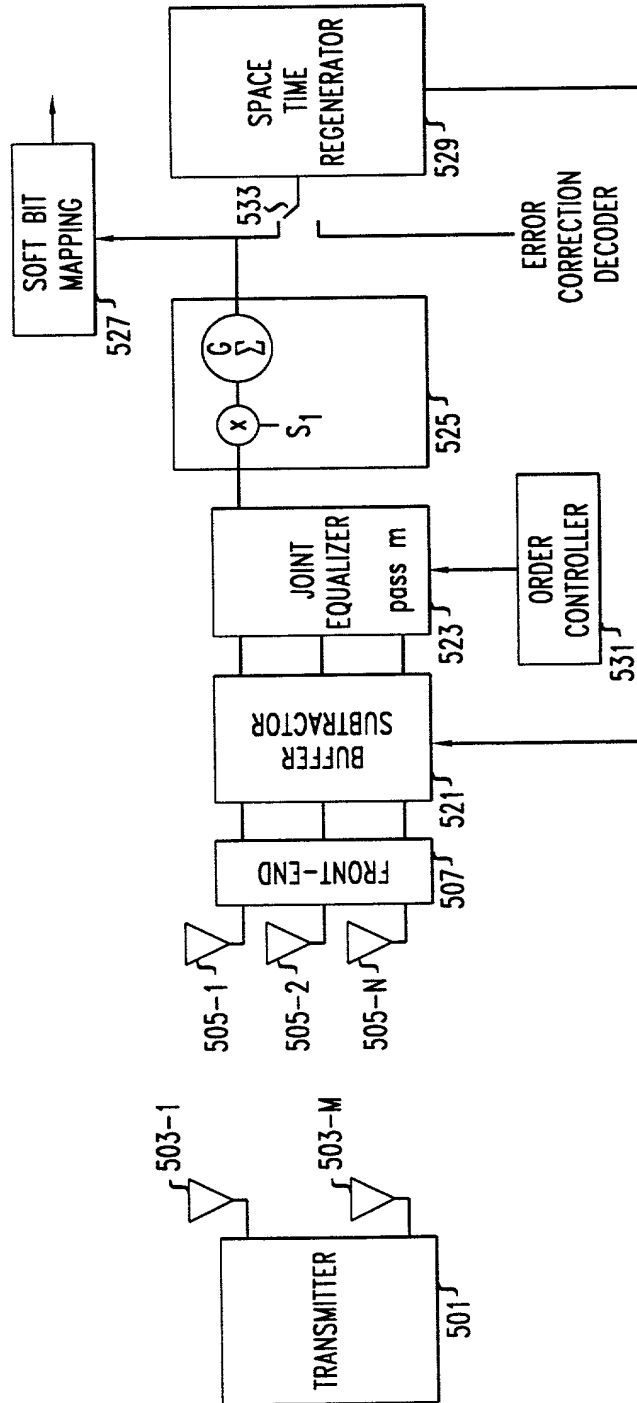 TRANSMITTER
501
503-1
503-M
505-1
505-2
505-N
FRONT-END
507
BUFFER
SUBTRACTOR
521
JOINT
EQUALIZER
pass m
523
ORDER
CONTROLLER
531
X
S1
G
Σ
525
SOFT BIT
MAPPING
527
533
SPACE
TIME
REGENERATOR
529
ERROR
CORRECTION
DECODER